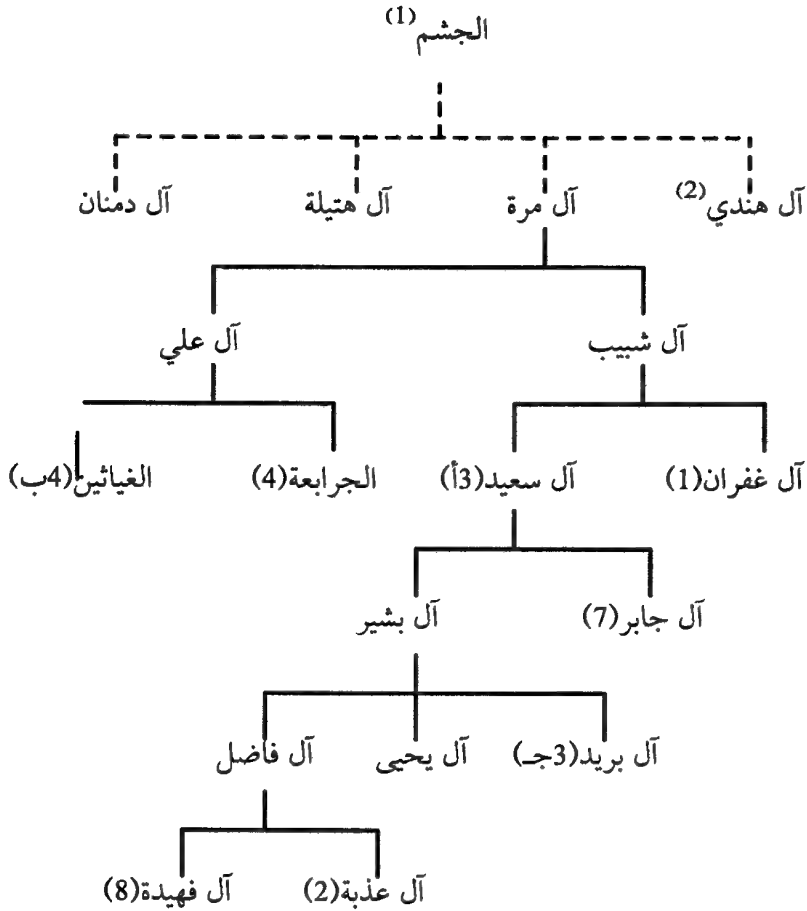 الجشم(1)
آل هندي(2) آل مرة آل هتيلة آل دمنان
آل شبيب آل علي
آل غفران(1) آل سعيد(3أ) الجرابعة(4) الغياثين(4ب)
آل جابر(7) آل بشير
آل بريد(3جـ) آل يحيى آل فاضل
آل عذبة(2) آل فهيدة(8)